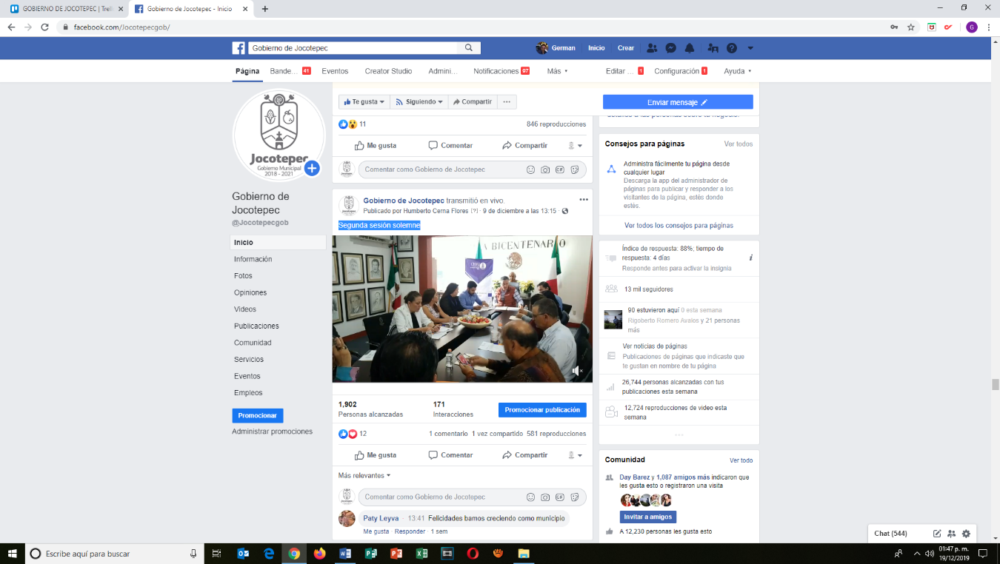 GOBIERNO DE JOCOTEPEC | Trell
Gobierno de Jocotepec - Inicio
facebook.com/Jocotepecgob/
G
Gobierno de Jocotepec
German
Inicio
Crear
Página
Bande... 41
Eventos
Creator Studio
Admini...
Notificaciones 97
Más
Editar ... 1
Configuración 1
Ayuda
Jocotepec
Gobierno Municipal
2018 - 2021
Gobierno de
Jocotepec
@Jocotepecgob
Inicio
Información
Fotos
Opiniones
Videos
Publicaciones
Comunidad
Servicios
Eventos
Empleos
Promocionar
Administrar promociones
Te gusta
Siguiendo
Compartir
Enviar mensaje
11
846 reproducciones
Me gusta
Comentar
Compartir
Comentar como Gobierno de Jocotepec
GIF
Gobierno de Jocotepec transmitió en vivo.
Publicado por Humberto Cerna Flores [?] · 9 de diciembre a las 13:15 ·
Segunda sesión solemne
BICENTENARIO
1,902
Personas alcanzadas
171
Interacciones
Promocionar publicación
12
1 comentario 1 vez compartido 581 reproducciones
Me gusta
Comentar
Compartir
Más relevantes
Comentar como Gobierno de Jocotepec
GIF
Paty Leyva · 13:41 Felicidades bamos creciendo como municipio
Me gusta · Responder · 1 sem
detalles a las personas sobre tu negocio.
Consejos para páginas
Ver todos
Administra fácilmente tu página desde
cualquier lugar
Descarga la app del administrador de
páginas para publicar y responder a los
visitantes de la página, estés donde
estés.
Ver todos los consejos para páginas
Índice de respuesta: 88%; tiempo de
respuesta: 4 días
Responde antes para activar la insignia
13 mil seguidores
90 estuvieron aquí 0 esta semana
Rigoberto Romero Avalos y 21 personas
más
Ver noticias de páginas
Publicaciones de páginas que indicaste que
te gustan en nombre de tu página
26,744 personas alcanzadas con tus
publicaciones esta semana
12,724 reproducciones de video esta
semana
Comunidad
Ver todo
Day Barez y 1,087 amigos más indicaron que
les gusta esto o registraron una visita
Invitar a amigos
A 12,230 personas les gusta esto
Chat (544)
Escribe aquí para buscar
01:47 p. m.
19/12/2019